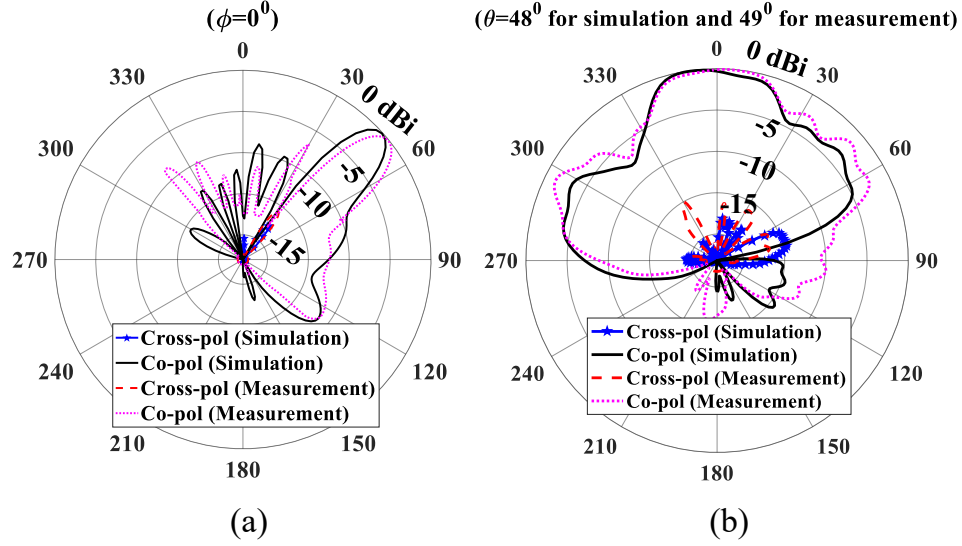 (ϕ=0⁰)
0
30
60
90
120
150
180
210
240
270
300
330
0 dBi
-5
-10
-15
Cross-pol (Simulation)
Co-pol (Simulation)
Cross-pol (Measurement)
Co-pol (Measurement)
(a)
(θ=48⁰ for simulation and 49⁰ for measurement)
0
30
60
90
120
150
180
210
240
270
300
330
0 dBi
-5
-10
-15
Cross-pol (Simulation)
Co-pol (Simulation)
Cross-pol (Measurement)
Co-pol (Measurement)
(b)